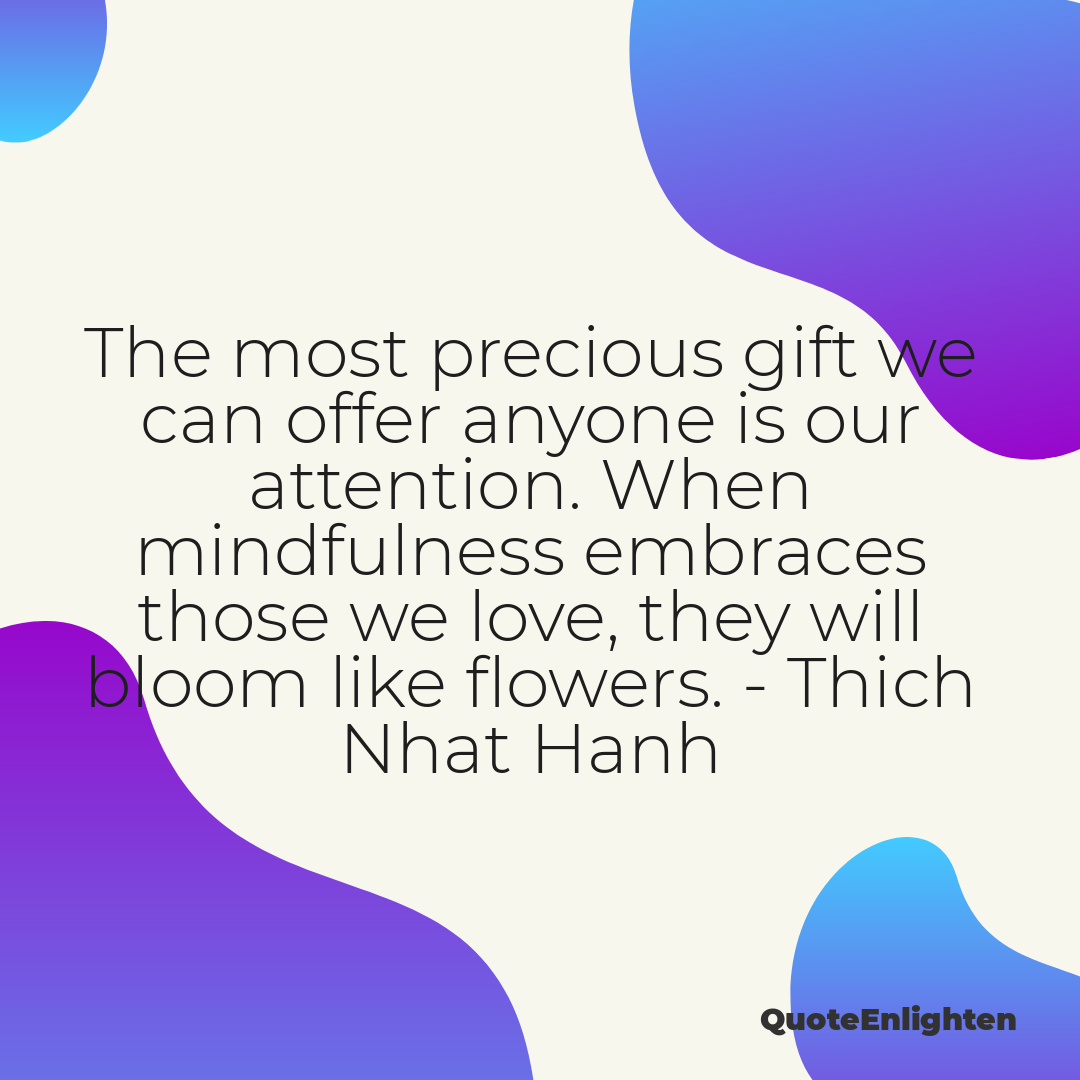 The most precious gift we
can offer anyone is our
attention. When
mindfulness embraces
those we love, they will
bloom like flowers. - Thich
Nhat Hanh
QuoteEnlighten